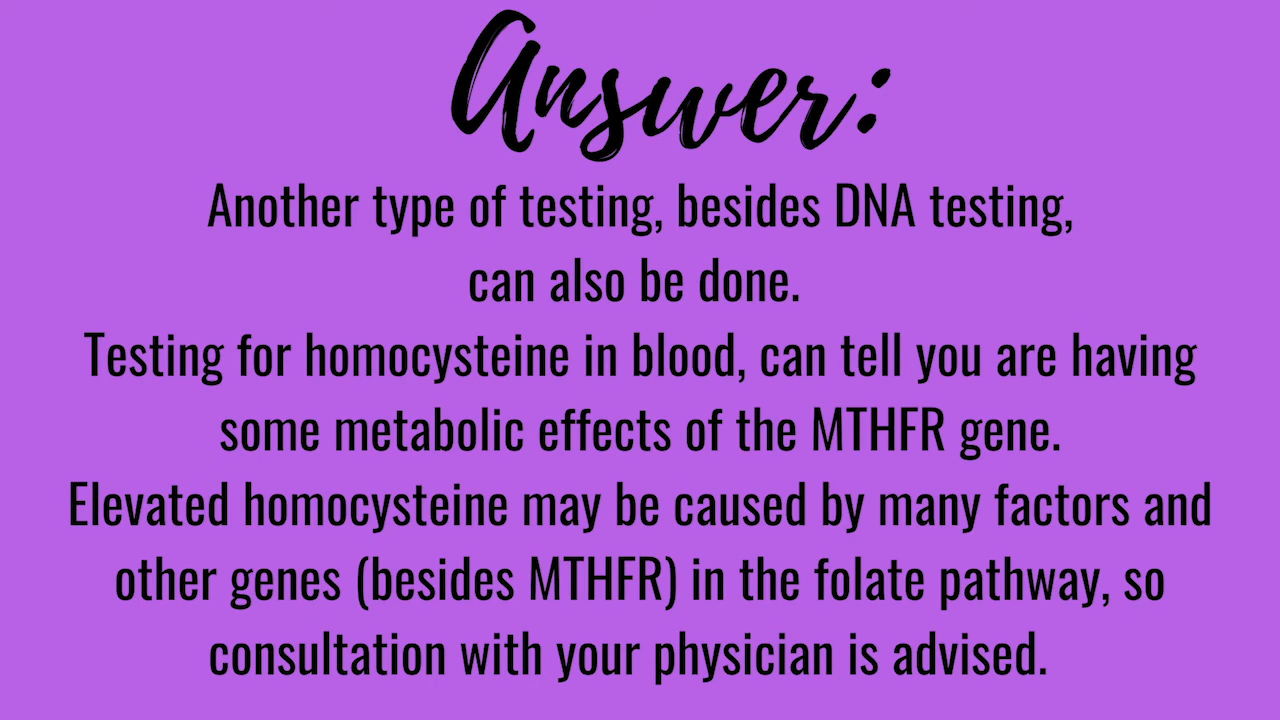 Answer:
Another type of testing, besides DNA testing,
can also be done.
Testing for homocysteine in blood, can tell you are having
some metabolic effects of the MTHFR gene.
Elevated homocysteine may be caused by many factors and
other genes (besides MTHFR) in the folate pathway, so
consultation with your physician is advised.